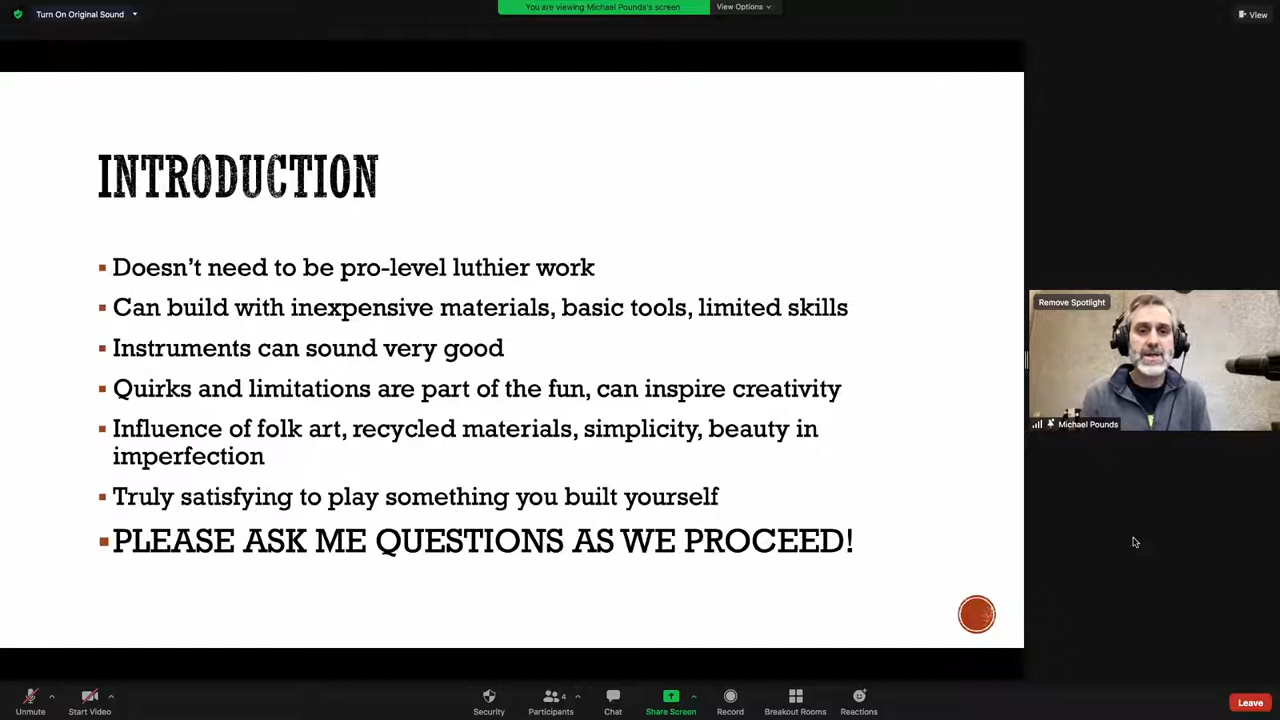 Turn On Original Sound
You are viewing Michael Pounds's screen
View Options
View
INTRODUCTION
Doesn't need to be pro-level luthier work
Can build with inexpensive materials, basic tools, limited skills
Instruments can sound very good
Quirks and limitations are part of the fun, can inspire creativity
Influence of folk art, recycled materials, simplicity, beauty in
imperfection
Truly satisfying to play something you built yourself
PLEASE ASK ME QUESTIONS AS WE PROCEED!
Remove Spotlight
Michael Pounds
Unmute
Start Video
Security
Participants
4
Chat
Share Screen
Record
Breakout Rooms
Reactions
Leave